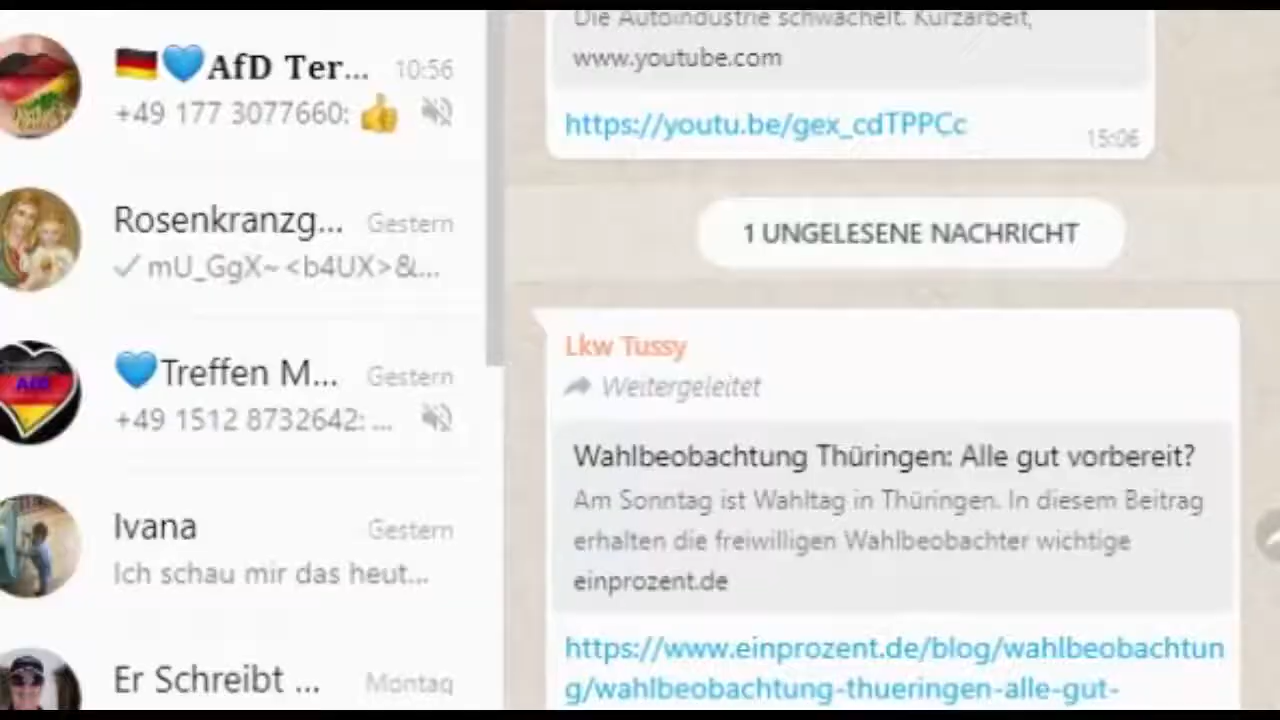 🇩🇪💙AfD Ter... 10:56
+49 177 3077660: 👍
Rosenkranzg... Gestern
✓ mU_GgX~ <b4UX>&...
AfD
💙Treffen M... Gestern
+49 1512 8732642: ...
Ivana Gestern
Ich schau mir das heut...
Er Schreibt ... Montag
Die Autoindustrie schwächelt. Kurzarbeit,
www.youtube.com
https://youtu.be/gex_cdTPPCc
15:06
1 UNGELESENE NACHRICHT
Lkw Tussy
Weitergeleitet
Wahlbeobachtung Thüringen: Alle gut vorbereit?
Am Sonntag ist Wahltag in Thüringen. In diesem Beitrag
erhalten die freiwilligen Wahlbeobachter wichtige
einprozent.de
https://www.einprozent.de/blog/wahlbeobachtun
g/wahlbeobachtung-thueringen-alle-gut-